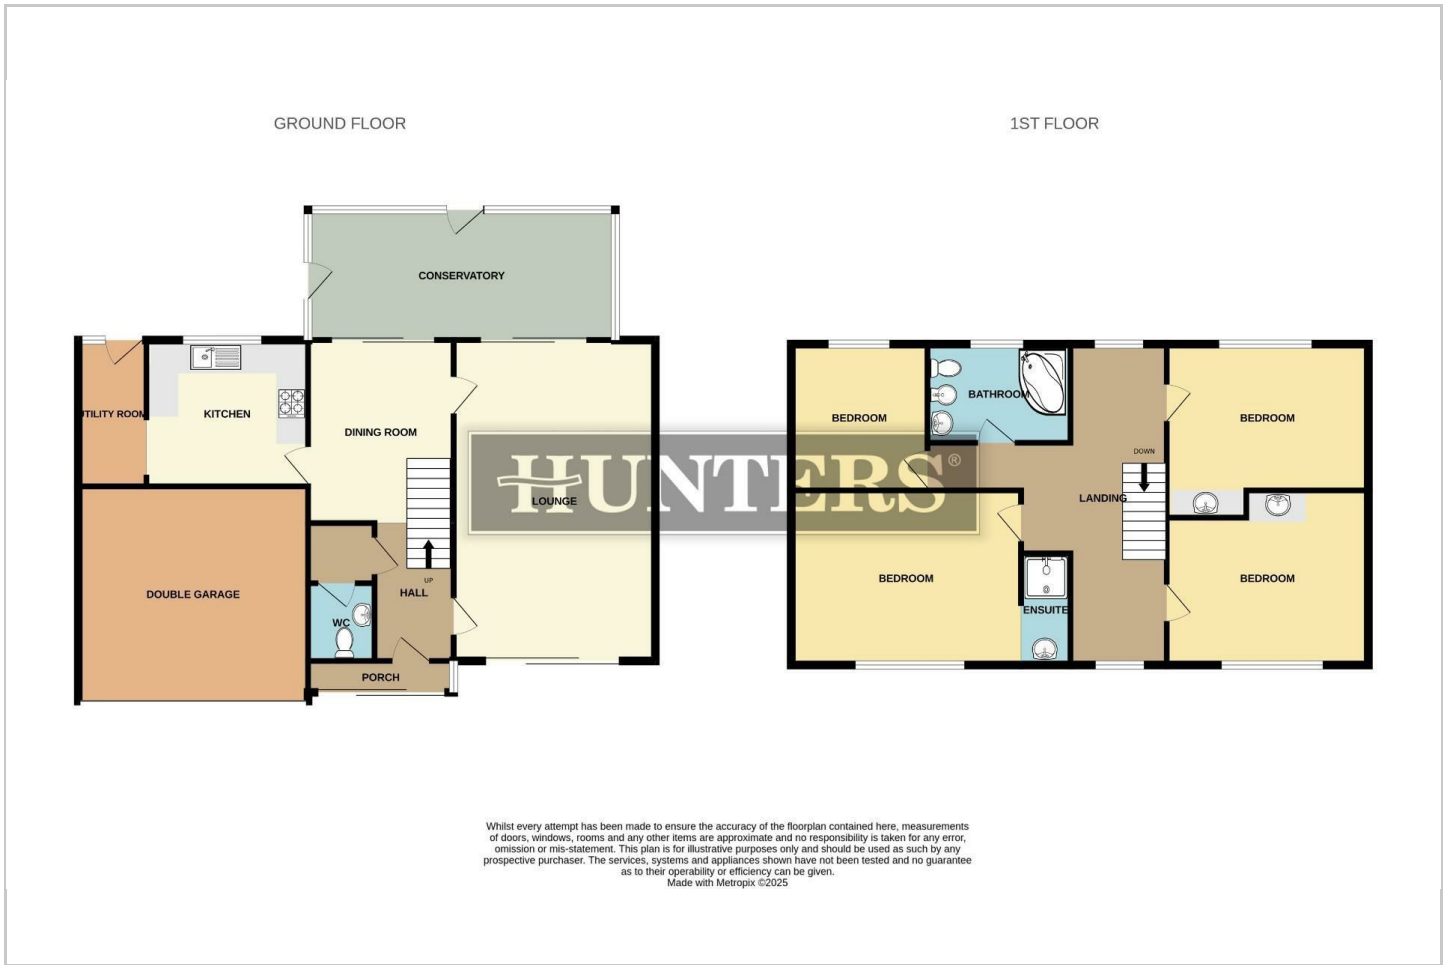 GROUND FLOOR
1ST FLOOR
CONSERVATORY
UTILITY ROOM
KITCHEN
DINING ROOM
LOUNGE
DOUBLE GARAGE
UP
HALL
WC
PORCH
BEDROOM
BATHROOM
BEDROOM
DOWN
LANDING
BEDROOM
ENSUITE
BEDROOM
HUNTERS®
Whilst every attempt has been made to ensure the accuracy of the floorplan contained here, measurements
of doors, windows, rooms and any other items are approximate and no responsibility is taken for any error,
omission or mis-statement. This plan is for illustrative purposes only and should be used as such by any
prospective purchaser. The services, systems and appliances shown have not been tested and no guarantee
as to their operability or efficiency can be given.
Made with Metropix ©2025